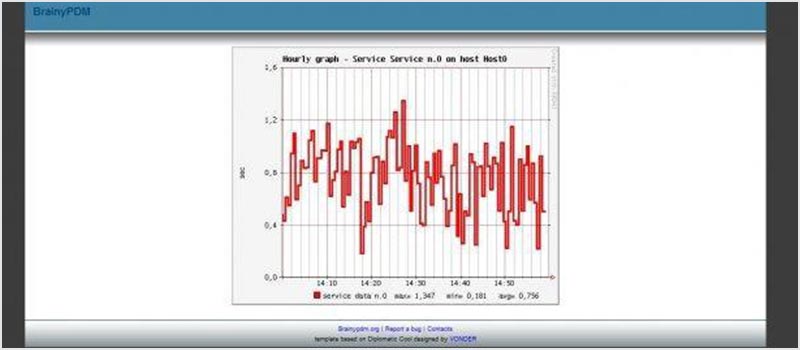 BrainyPDM
Hourly graph - Service Service n.0 on host Host0
1,6
1,2
0,8
0,4
0,0
sec
14:10 14:20 14:30 14:40 14:50
service data n.0 max= 1,347 min= 0,181 avg= 0,756
Brainypdm.org | Report a bug | Contacts
template based on Diplomatic Cool designed by VONDER